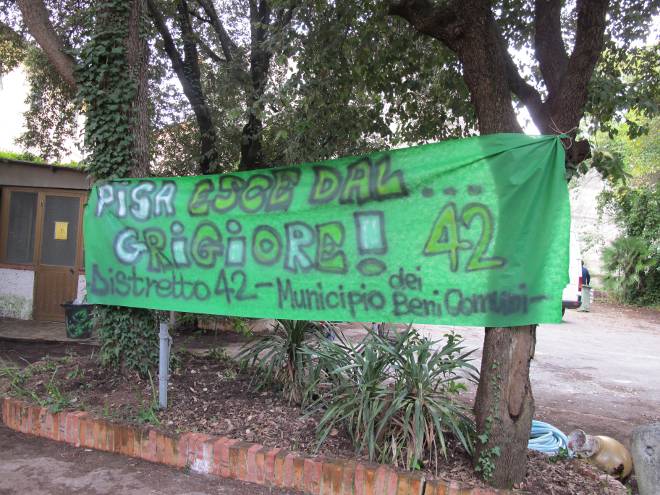 PISA ESCE DAL...
GRIGIORE! 42
Distretto 42 - Municipio dei Beni Comuni -